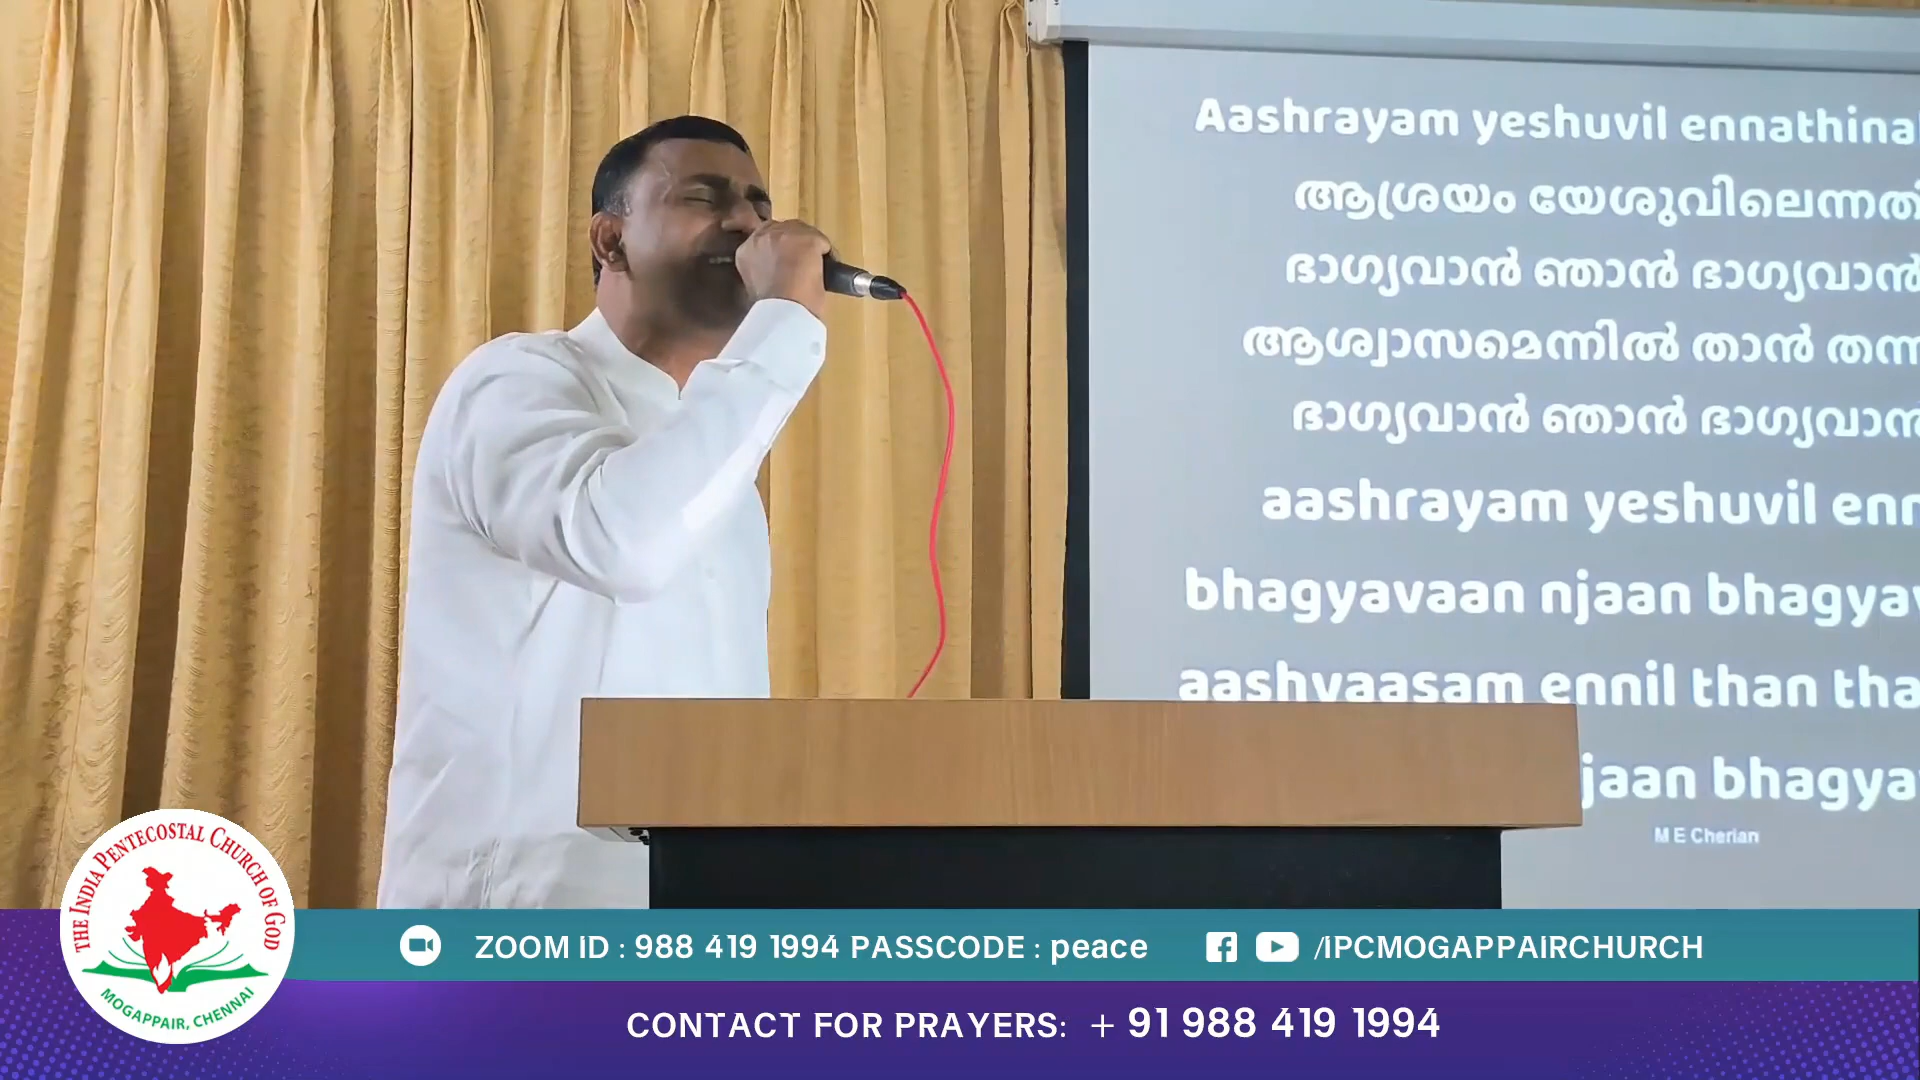 Aashrayam yeshuvil ennathinal
ആശ്രയം യേശുവിലെന്നതി
ഭാഗ്യവാൻ ഞാൻ ഭാഗ്യവാൻ
ആശ്വാസമെന്നിൽ താൻ തന്ന
ഭാഗ്യവാൻ ഞാൻ ഭാഗ്യവാൻ
aashrayam yeshuvil enn
bhagyavaan njaan bhagyav
aashvaasam ennil than tha
jaan bhagya
M E Cherian
THE INDIA PENTECOSTAL CHURCH OF GOD
MOGAPPAIR, CHENNAI
ZOOM iD : 988 419 1994 PASSCODE : peace
/iPCMOGAPPAiRCHURCH
CONTACT FOR PRAYERS: + 91 988 419 1994